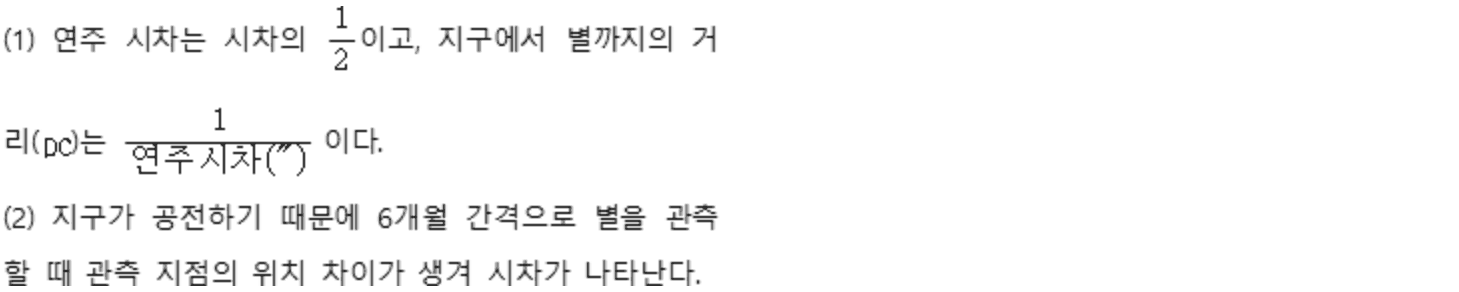 (1) 연주 시차는 시차의 1/2이고, 지구에서 별까지의 거
리(pc)는 1/연주 시차(″) 이다.
(2) 지구가 공전하기 때문에 6개월 간격으로 별을 관측
할 때 관측 지점의 위치 차이가 생겨 시차가 나타난다.